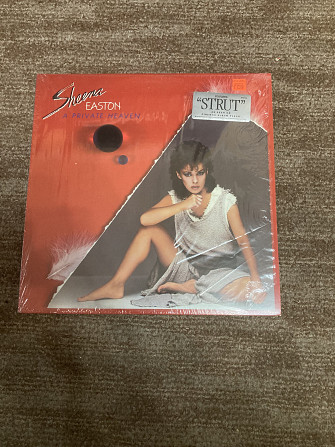 Sheena
EASTON
A PRIVATE HEAVEN
"STRUT"